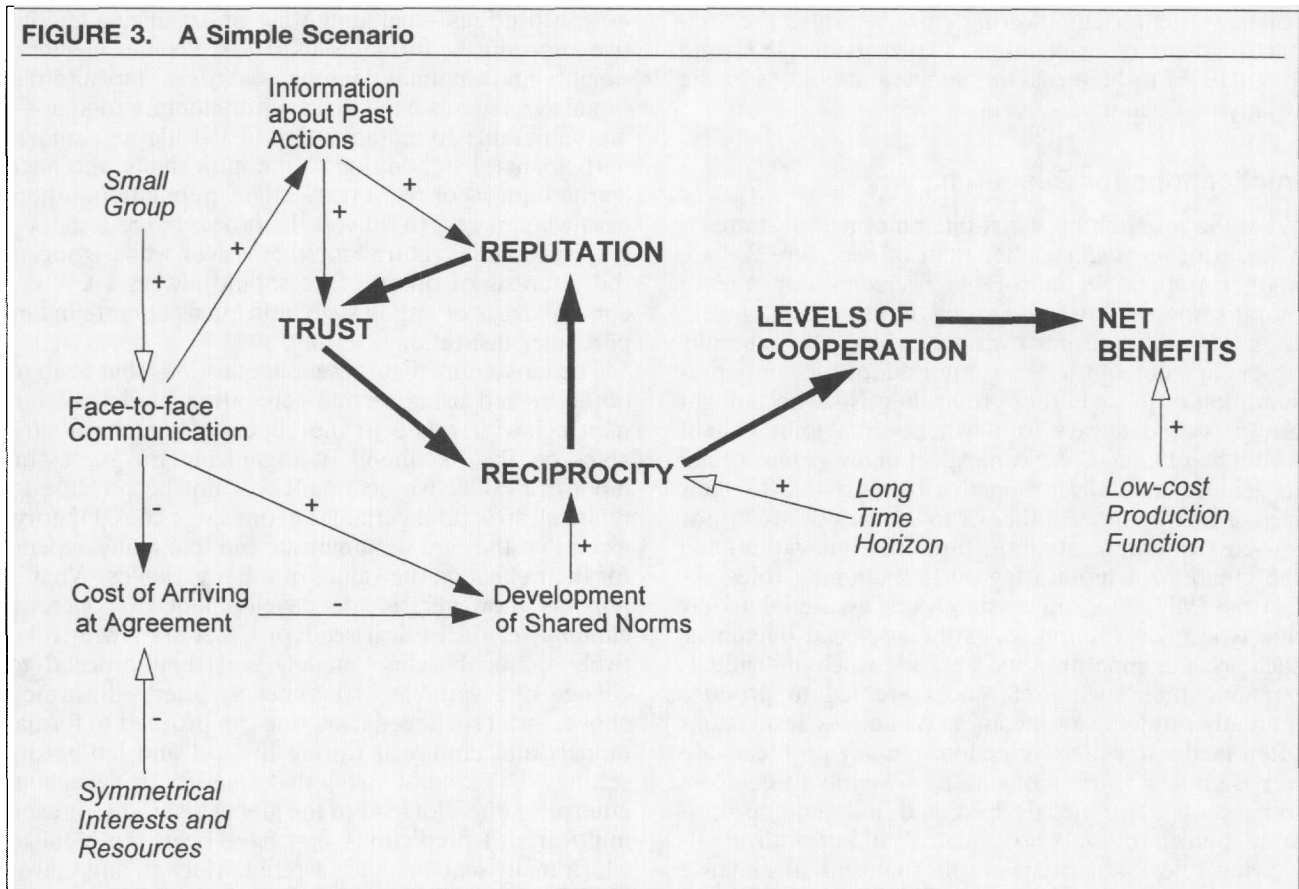 FIGURE 3. A Simple Scenario
Information
about Past
Actions
Small
Group
+
+
+
+
REPUTATION
TRUST
LEVELS OF
COOPERATION
NET
BENEFITS
Face-to-face
Communication
+
RECIPROCITY
+
Long
Time
Horizon
Low-cost
Production
Function
-
+
+
Cost of Arriving
at Agreement
-
Development
of Shared Norms
-
Symmetrical
Interests and
Resources